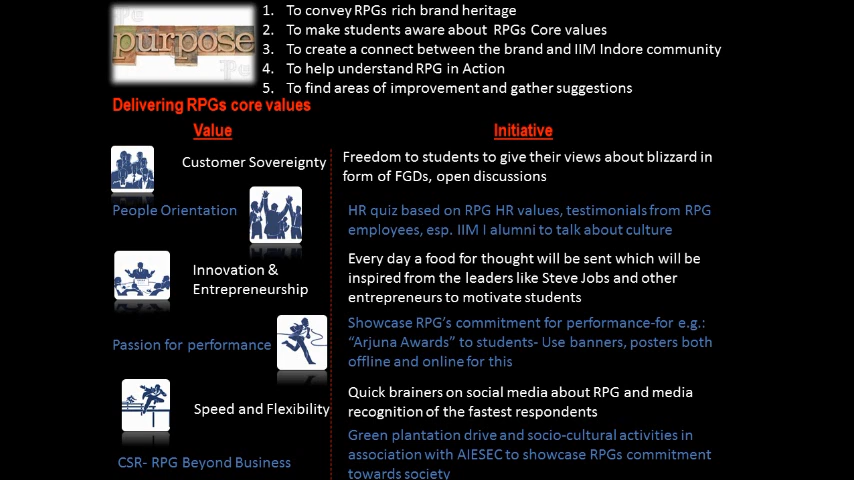 purpose
1. To convey RPGs rich brand heritage
2. To make students aware about RPGs Core values
3. To create a connect between the brand and IIM Indore community
4. To help understand RPG in Action
5. To find areas of improvement and gather suggestions
Delivering RPGs core values
Value
Initiative
Customer Sovereignty
Freedom to students to give their views about blizzard in
form of FGDs, open discussions
People Orientation
HR quiz based on RPG HR values, testimonials from RPG
employees, esp. IIM I alumni to talk about culture
Innovation &
Entrepreneurship
Every day a food for thought will be sent which will be
inspired from the leaders like Steve Jobs and other
entrepreneurs to motivate students
Passion for performance
Showcase RPG’s commitment for performance-for e.g.:
“Arjuna Awards” to students- Use banners, posters both
offline and online for this
Speed and Flexibility
Quick brainers on social media about RPG and media
recognition of the fastest respondents
CSR- RPG Beyond Business
Green plantation drive and socio-cultural activities in
association with AIESEC to showcase RPGs commitment
towards society